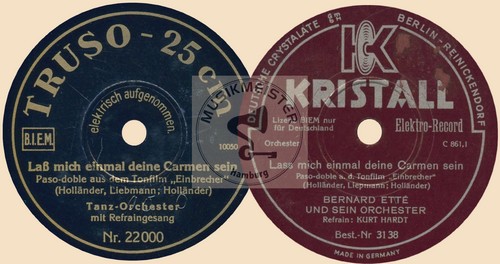 TRUSO - 25 cm
elektrisch aufgenommen
B.I.E.M.
10050
Laß mich einmal deine Carmen sein
Paso-doble aus dem Tonfilm „Einbrecher"
(Holländer, Liebmann; Holländer)
Tanz-Orchester
mit Refraingesang
Nr. 22000
MUSIKMEISTER
Hamburg
DEUTSCHE CRYSTALATE
BERLIN-REINICKENDORF
K
KRISTALL
Lizenz BIEM nur
für Deutschland
Elektro-Record
Orchester
C 861,1
Lass mich einmal deine Carmen sein
Paso-doble a. d. Tonfilm „Einbrecher"
(Holländer, Liepmann; Holländer)
BERNARD ETTÉ
UND SEIN ORCHESTER
Refrain: KURT HARDT
Best.-Nr 3138
MADE IN GERMANY